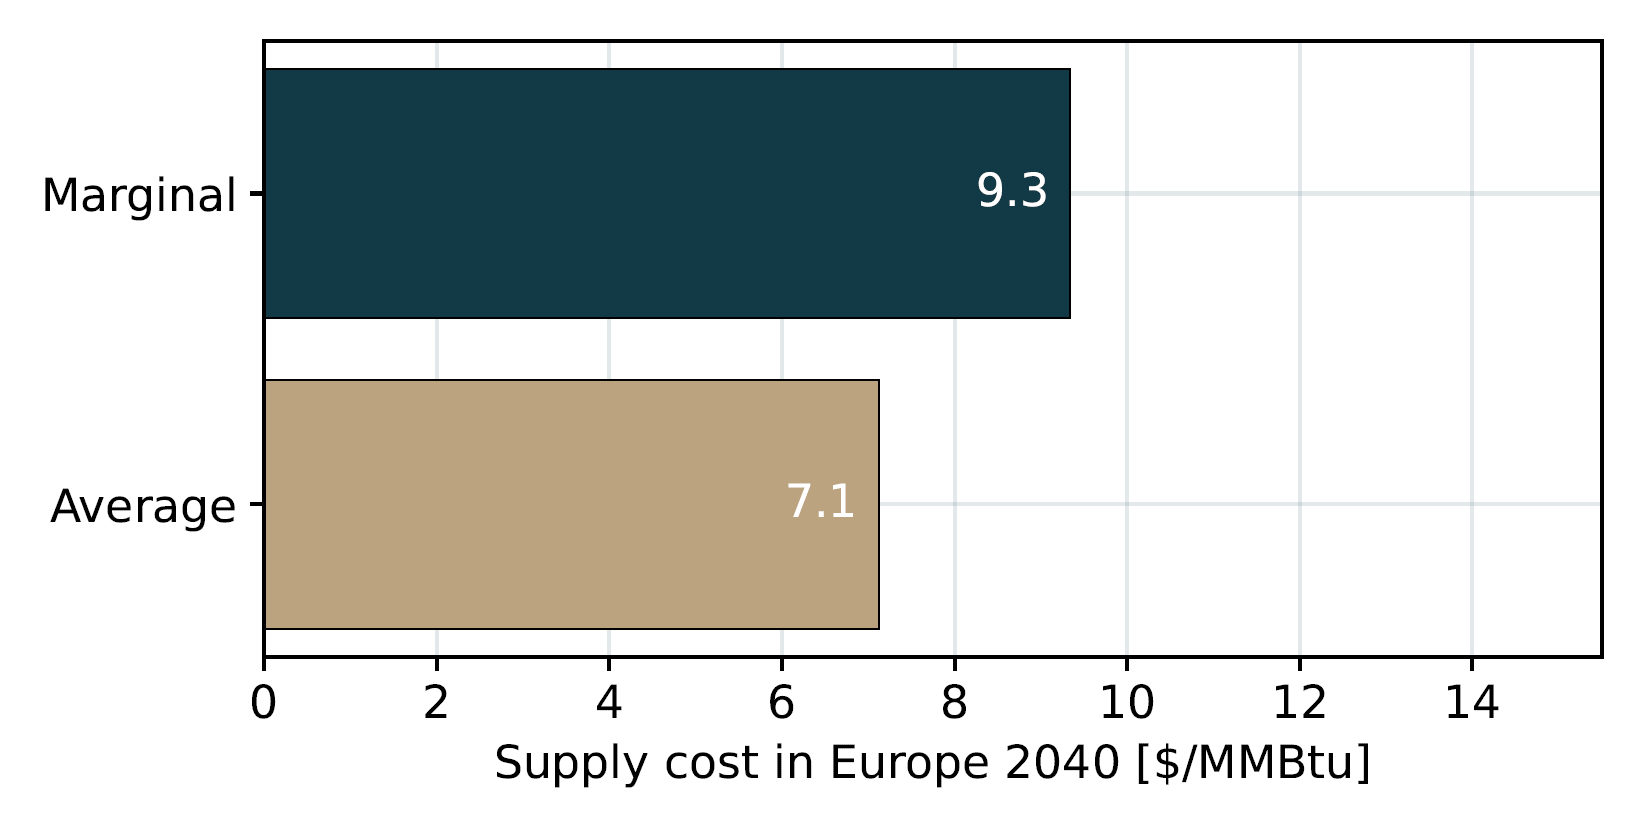 Marginal
9.3
Average
7.1
0 2 4 6 8 10 12 14
Supply cost in Europe 2040 [$/MMBtu]